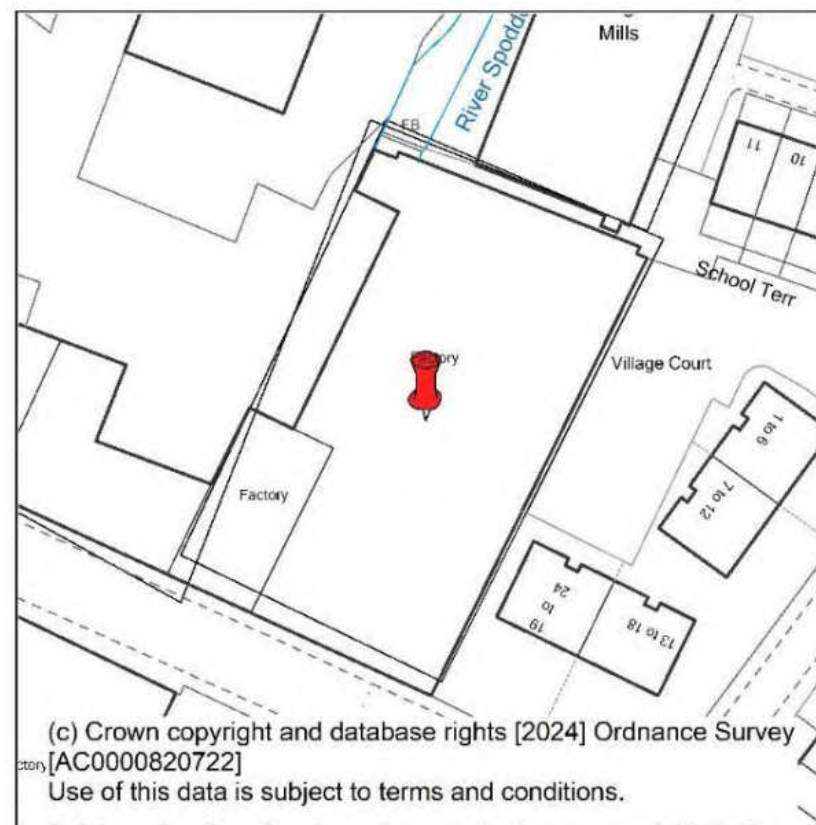 Mills
River Spodd
FB
11
10
School Terr
Factory
Village Court
1 to 6
7 to 12
Factory
19 to 24
13 to 18
(c) Crown copyright and database rights [2024] Ordnance Survey
[AC0000820722]
Use of this data is subject to terms and conditions.